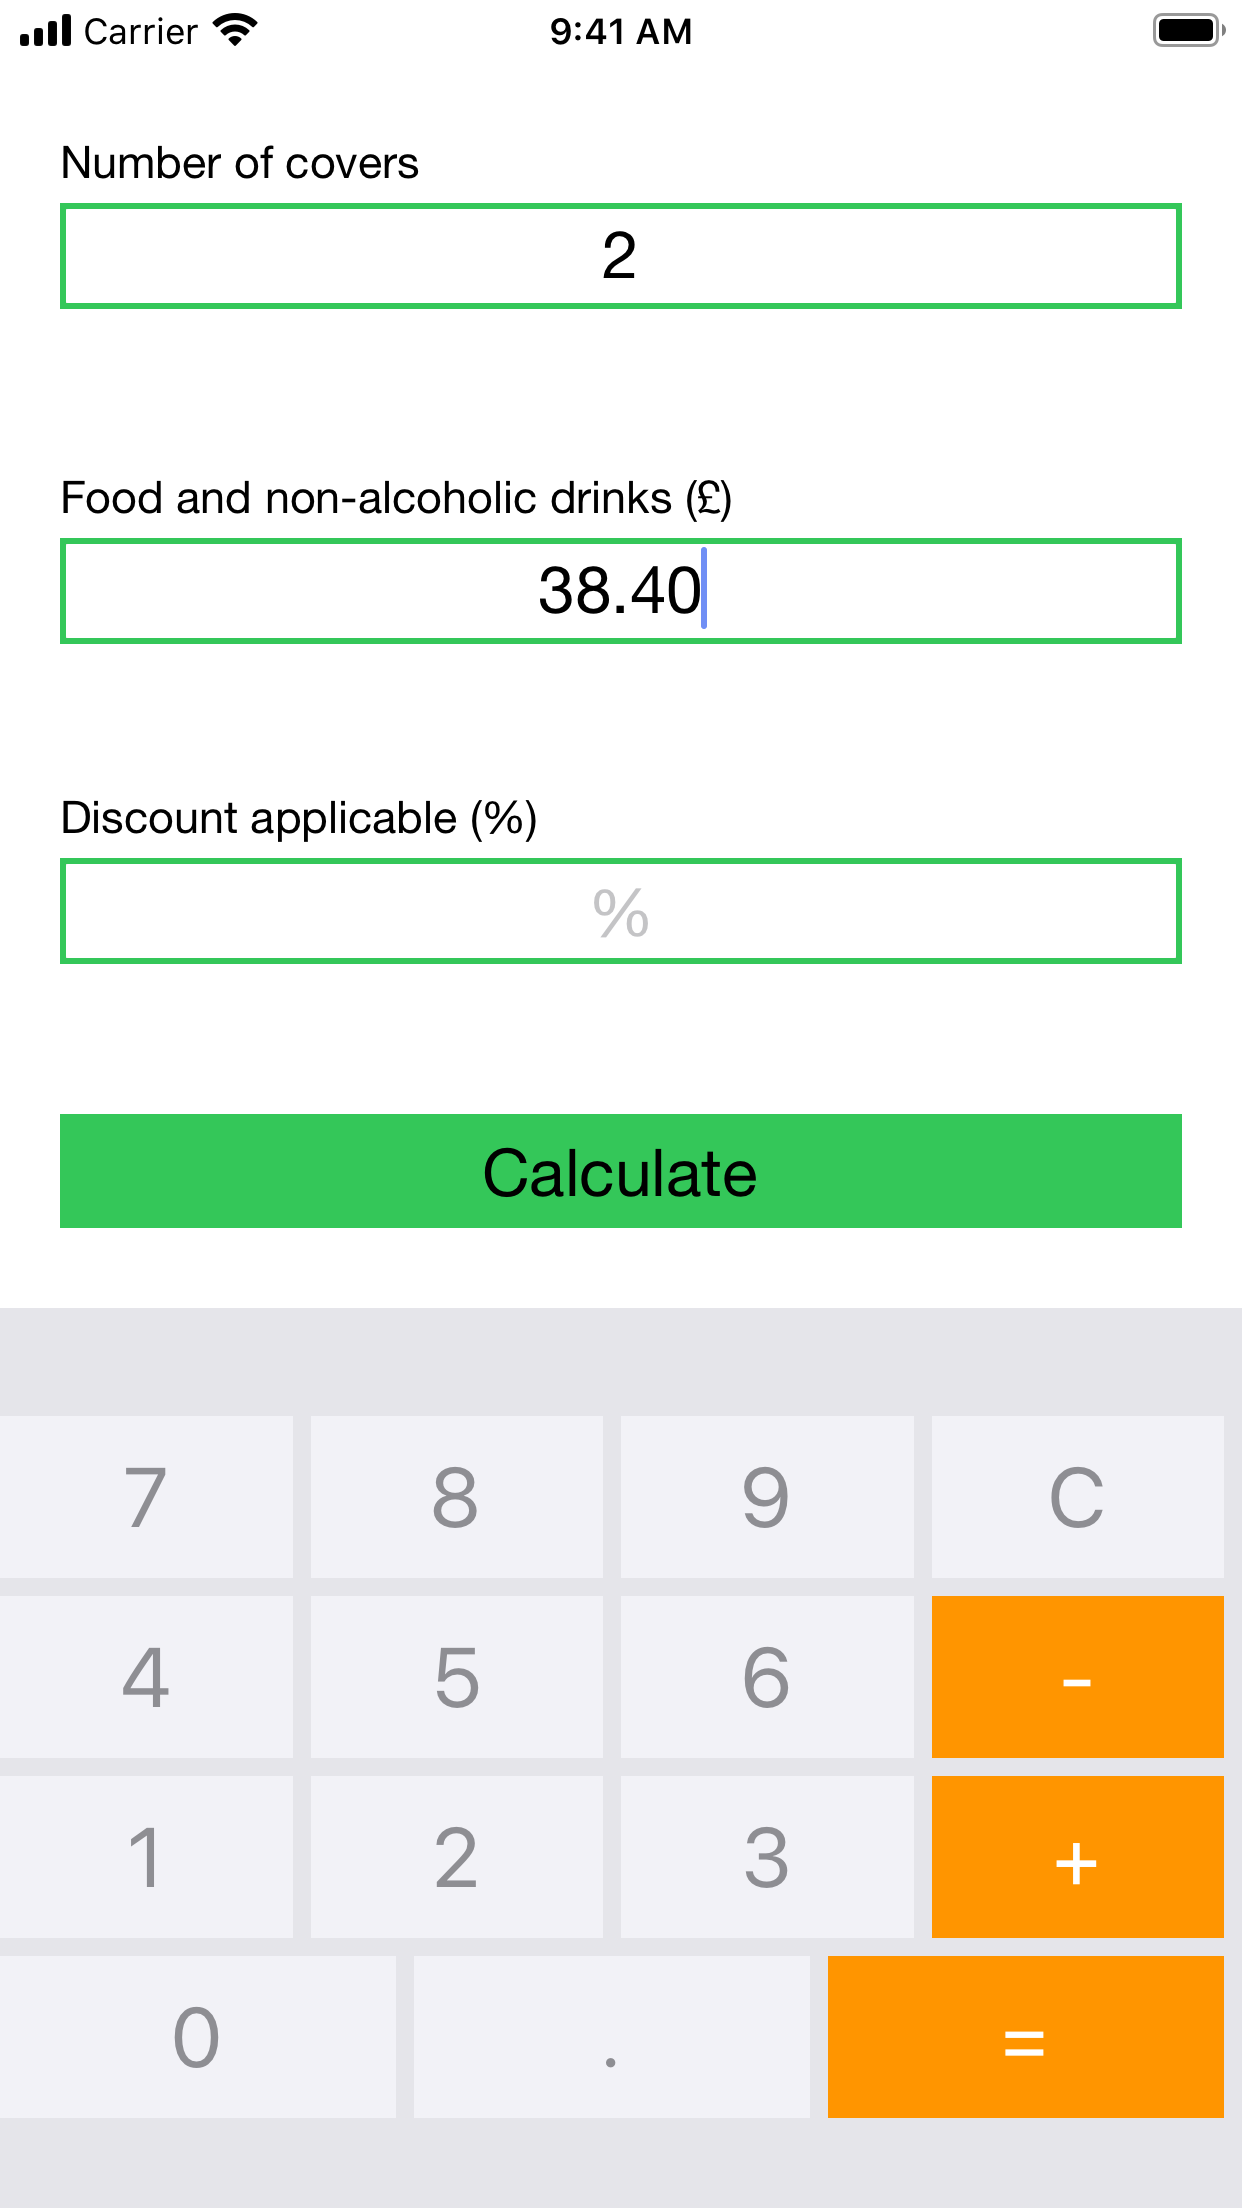 Carrier 9:41 AM
Number of covers
2
Food and non-alcoholic drinks (£)
38.40
Discount applicable (%)
%
Calculate
7 8 9 C
4 5 6 -
1 2 3 +
0 . =